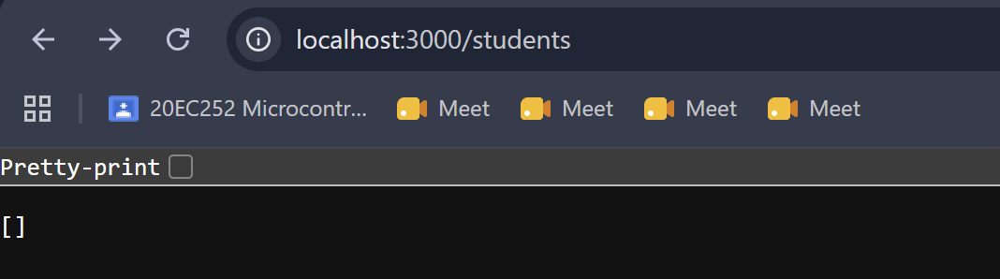 localhost:3000/students
20EC252 Microcontr... Meet Meet Meet Meet
Pretty-print
[]